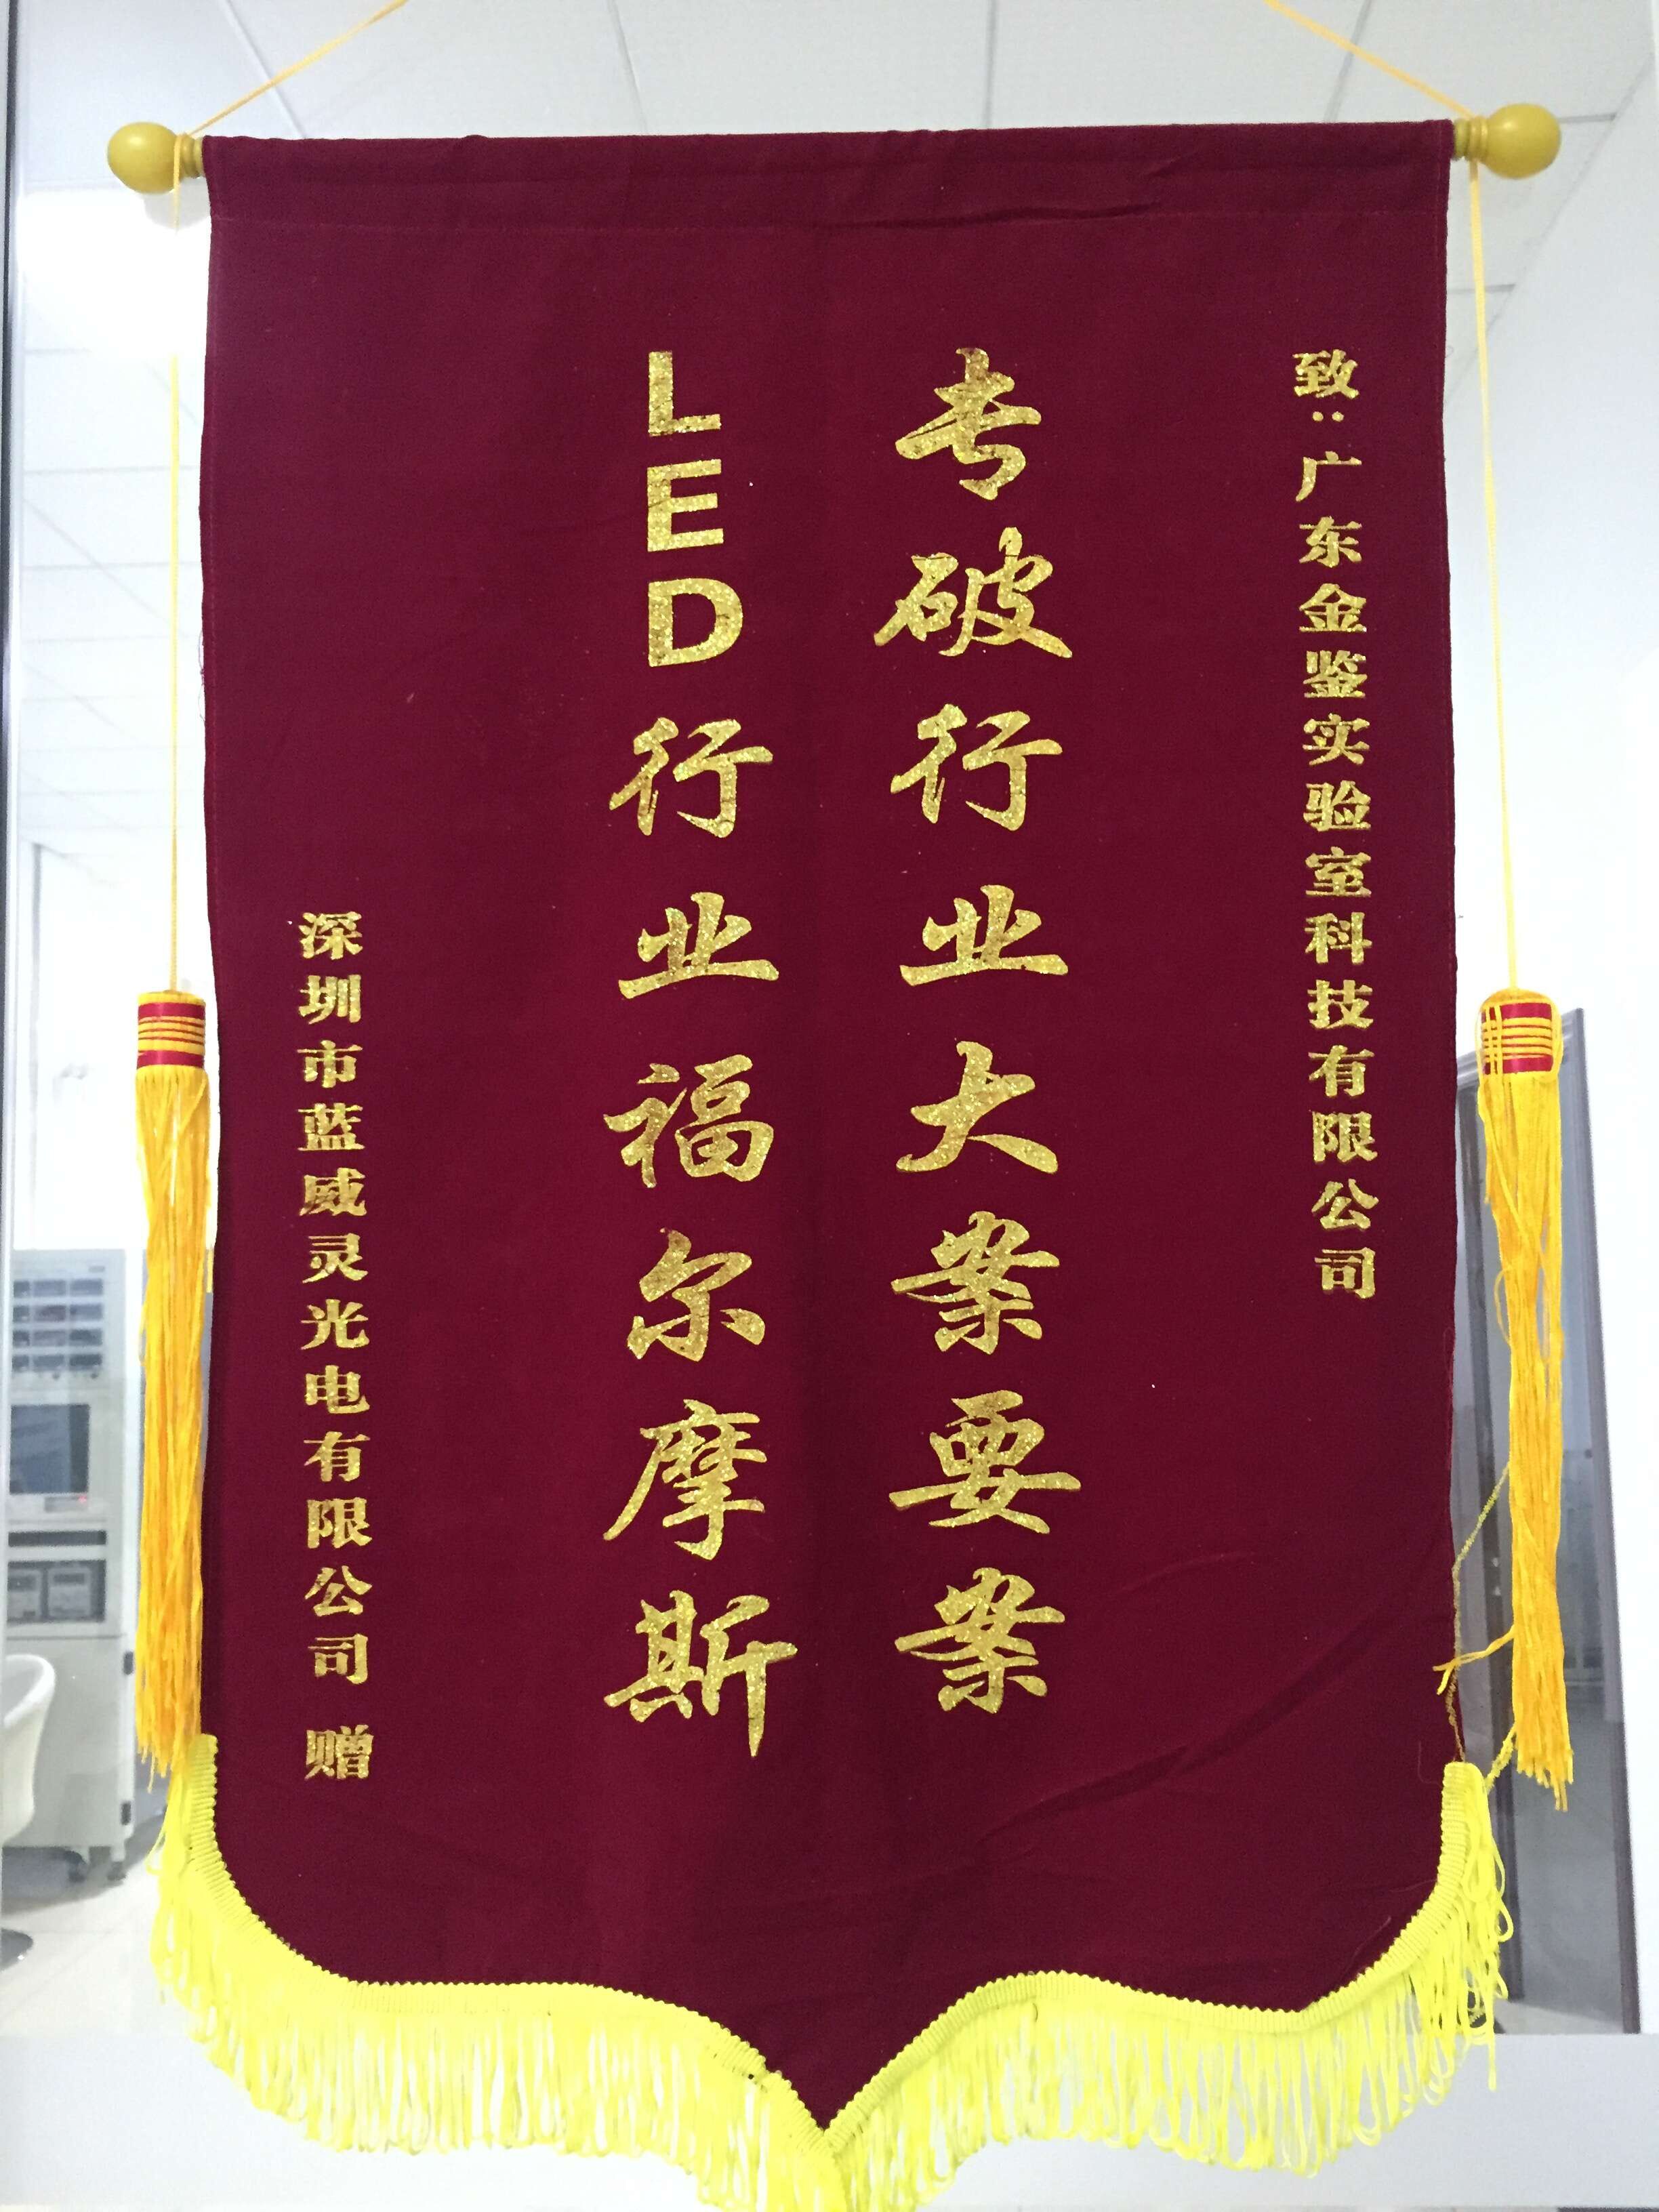 致：广东金鉴实验室科技有限公司
专破行业大案要案
LED行业福尔摩斯
深圳市蓝威灵光电有限公司 赠